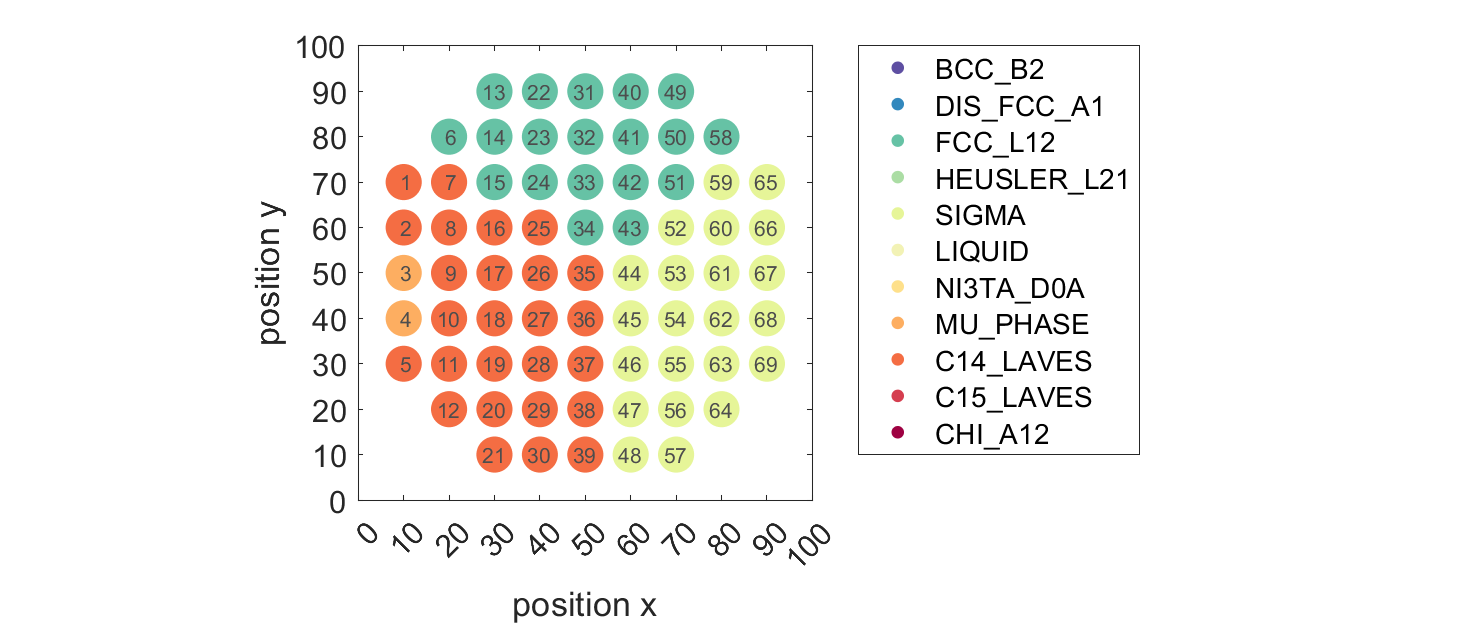 100
90 13 22 31 40 49
80 6 14 23 32 41 50 58
70 1 7 15 24 33 42 51 59 65
60 2 8 16 25 34 43 52 60 66
50 3 9 17 26 35 44 53 61 67
40 4 10 18 27 36 45 54 62 68
30 5 11 19 28 37 46 55 63 69
20 12 20 29 38 47 56 64
10 21 30 39 48 57
0
0 10 20 30 40 50 60 70 80 90 100
position x
position y
BCC_B2
DIS_FCC_A1
FCC_L12
HEUSLER_L21
SIGMA
LIQUID
NI3TA_D0A
MU_PHASE
C14_LAVES
C15_LAVES
CHI_A12